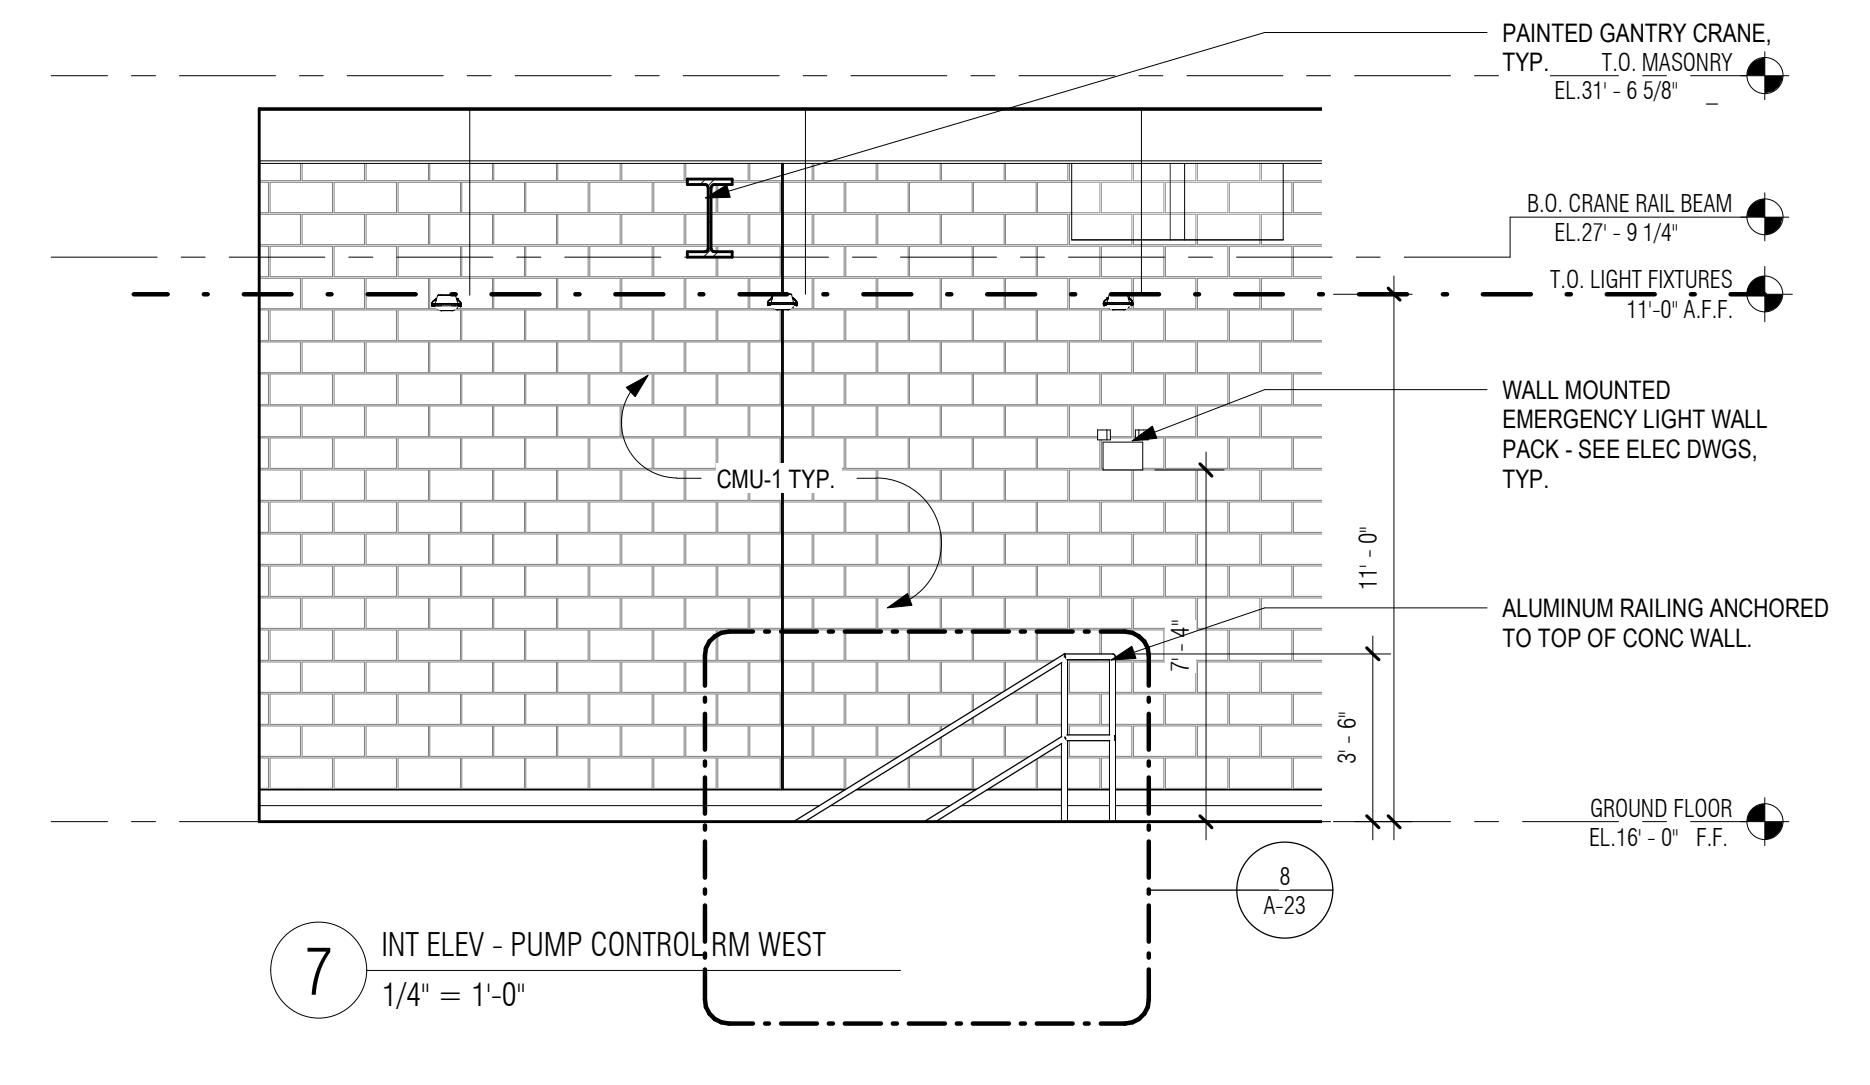 PAINTED GANTRY CRANE,
TYP.
T.O. MASONRY
EL.31' - 6 5/8"
B.O. CRANE RAIL BEAM
EL.27' - 9 1/4"
T.O. LIGHT FIXTURES
11'-0" A.F.F.
WALL MOUNTED
EMERGENCY LIGHT WALL
PACK - SEE ELEC DWGS,
TYP.
CMU-1 TYP.
11' - 0"
7' - 4"
3' - 6"
ALUMINUM RAILING ANCHORED
TO TOP OF CONC WALL.
GROUND FLOOR
EL.16' - 0" F.F.
8
A-23
7
INT ELEV - PUMP CONTROL RM WEST
1/4" = 1'-0"